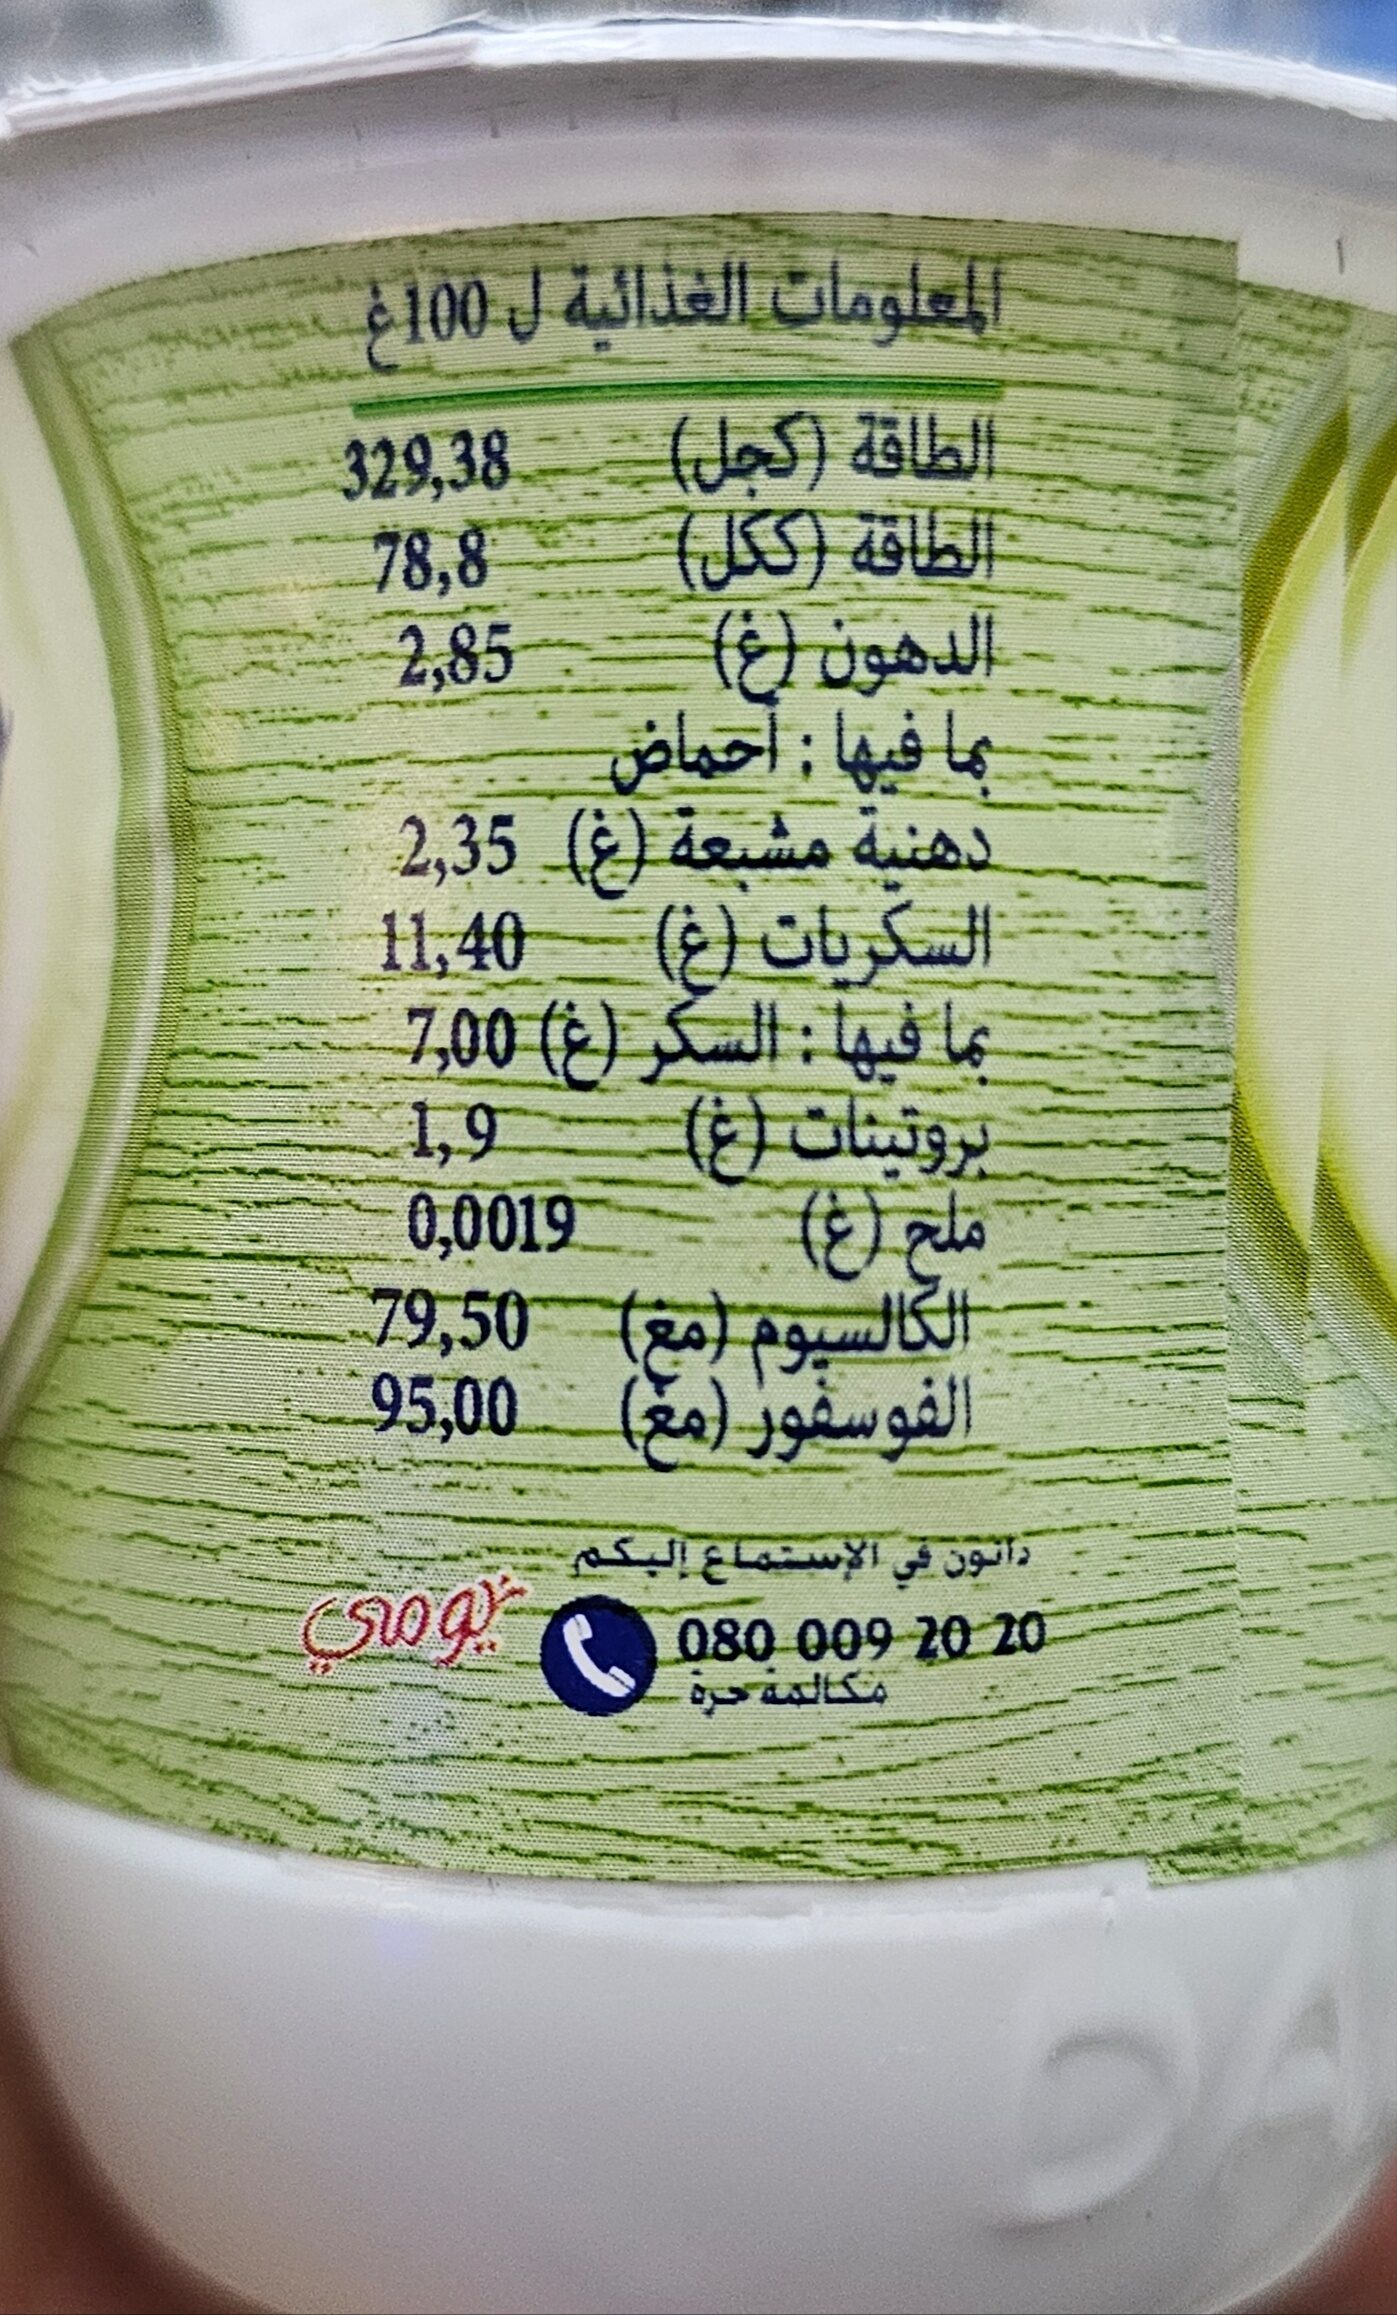 المعلومات الغذائية ل 100غ
الطاقة (كجل) 329,38
الطاقة (ككل) 78,8
الدهون (غ) 2,85
بما فيها : أحماض
دهنية مشبعة (غ) 2,35
السكريات (غ) 11,40
بما فيها : السكر (غ) 7,00
بروتينات (غ) 1,9
ملح (غ) 0,0019
الكالسيوم (مغ) 79,50
الفوسفور (مغ) 95,00
دانون في الإستماع إليكم
080 009 20 20
مكالمة حرة
يومي
DA